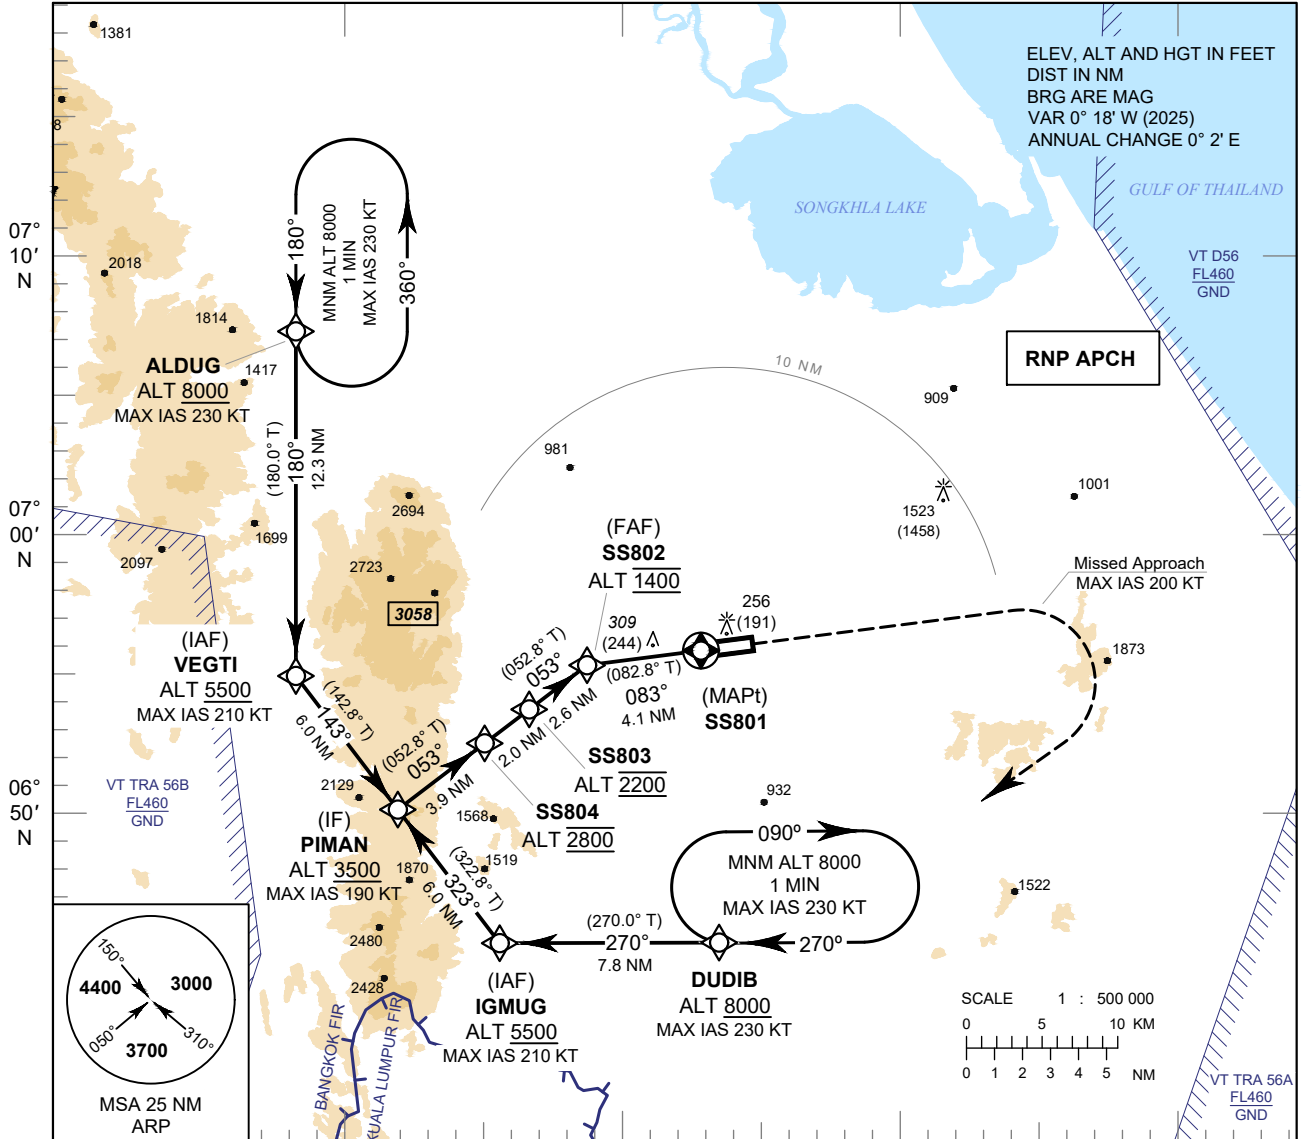 1381
8
ELEV, ALT AND HGT IN FEET
DIST IN NM
BRG ARE MAG
VAR 0° 18' W (2025)
ANNUAL CHANGE 0° 2' E
GULF OF THAILAND
SONGKHLA LAKE
VT D56
FL460
GND
07°
10'
N
2018
1814
1417
180°
MNM ALT 8000
1 MIN
MAX IAS 230 KT
360°
ALDUG
ALT 8000
MAX IAS 230 KT
RNP APCH
10 NM
909
981
1001
1523
(1458)
(180.0° T)
180°
12.3 NM
07°
00'
N
2694
1699
2097
2723
3058
(FAF)
SS802
ALT 1400
Missed Approach
MAX IAS 200 KT
1873
256
(191)
309
(244)
(IAF)
VEGTI
ALT 5500
MAX IAS 210 KT
(052.8° T)
053°
2.6 NM
(082.8° T)
083°
4.1 NM
(MAPt)
SS801
(142.8° T)
143°
6.0 NM
(052.8° T)
053°
3.9 NM
2.0 NM
SS803
ALT 2200
SS804
ALT 2800
VT TRA 56B
FL460
GND
06°
50'
N
2129
(IF)
PIMAN
ALT 3500
MAX IAS 190 KT
1568
1519
1870
932
(322.8° T)
323°
6.0 NM
090°
MNM ALT 8000
1 MIN
MAX IAS 230 KT
270°
1522
2480
2428
(270.0° T)
270°
7.8 NM
(IAF)
IGMUG
ALT 5500
MAX IAS 210 KT
DUDIB
ALT 8000
MAX IAS 230 KT
150°
4400
3000
050°
310°
3700
MSA 25 NM
ARP
BANGKOK FIR
KUALA LUMPUR FIR
SCALE 1 : 500 000
0 5 10 KM
0 1 2 3 4 5 NM
VT TRA 56A
FL460
GND